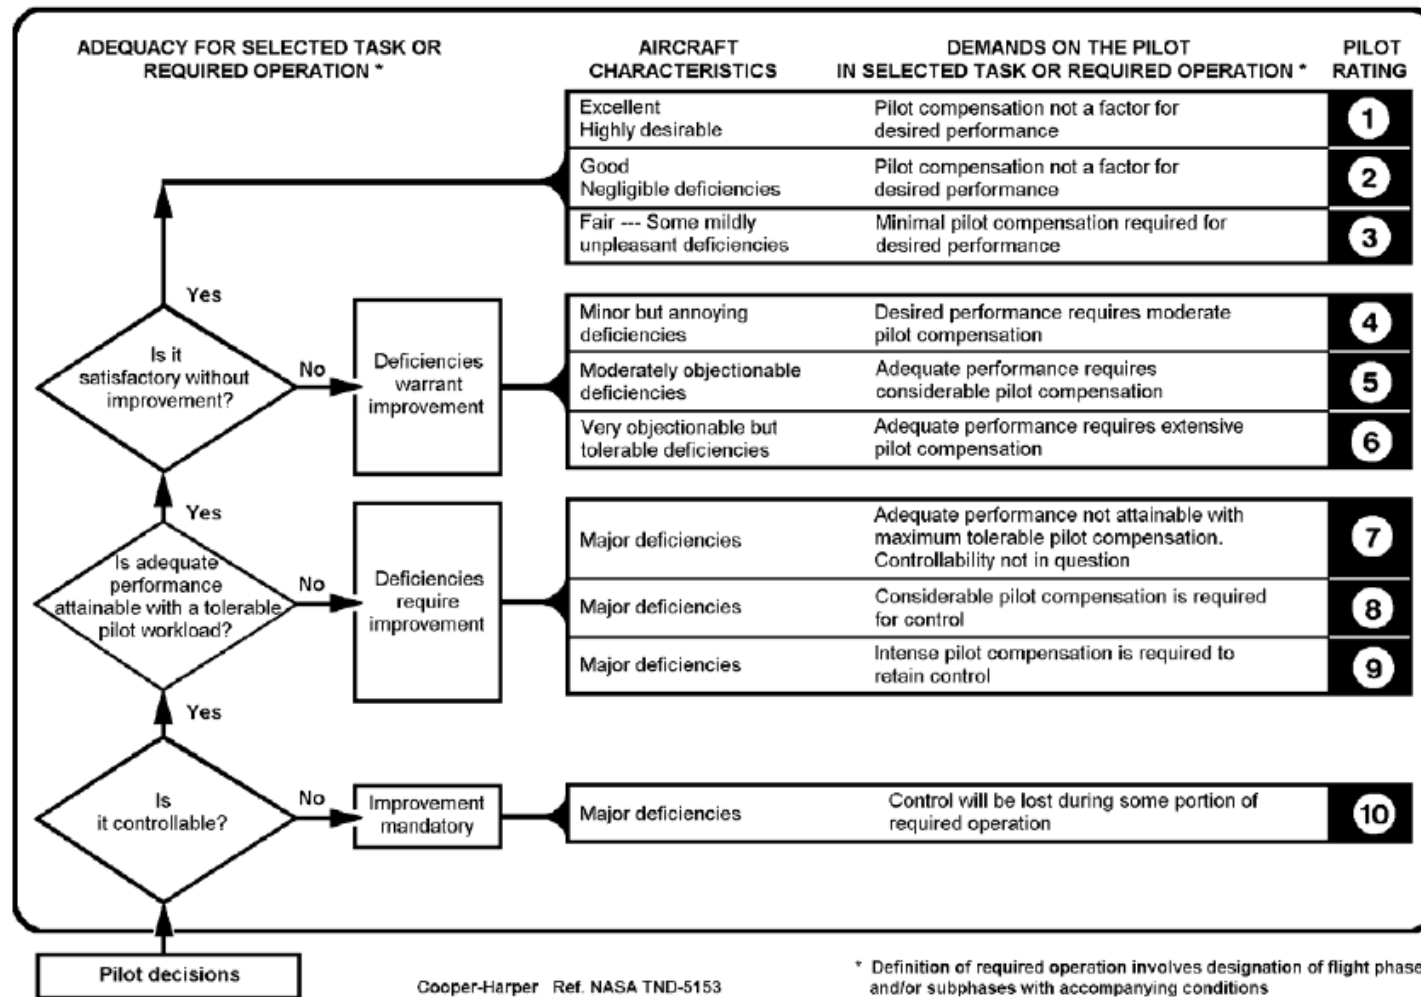 ADEQUACY FOR SELECTED TASK OR
REQUIRED OPERATION *
AIRCRAFT
CHARACTERISTICS
DEMANDS ON THE PILOT
IN SELECTED TASK OR REQUIRED OPERATION *
PILOT
RATING
Excellent
Highly desirable
Pilot compensation not a factor for
desired performance
1
Good
Negligible deficiencies
Pilot compensation not a factor for
desired performance
2
Fair --- Some mildly
unpleasant deficiencies
Minimal pilot compensation required for
desired performance
3
Yes
Is it
satisfactory without
improvement?
No
Deficiencies
warrant
improvement
Minor but annoying
deficiencies
Desired performance requires moderate
pilot compensation
4
Moderately objectionable
deficiencies
Adequate performance requires
considerable pilot compensation
5
Very objectionable but
tolerable deficiencies
Adequate performance requires extensive
pilot compensation
6
Yes
Is adequate
performance
attainable with a tolerable
pilot workload?
No
Deficiencies
require
improvement
Major deficiencies
Adequate performance not attainable with
maximum tolerable pilot compensation.
Controllability not in question
7
Major deficiencies
Considerable pilot compensation is required
for control
8
Major deficiencies
Intense pilot compensation is required to
retain control
9
Yes
Is
it controllable?
No
Improvement
mandatory
Major deficiencies
Control will be lost during some portion of
required operation
10
Pilot decisions
Cooper-Harper Ref. NASA TND-5153
* Definition of required operation involves designation of flight phase
and/or subphases with accompanying conditions